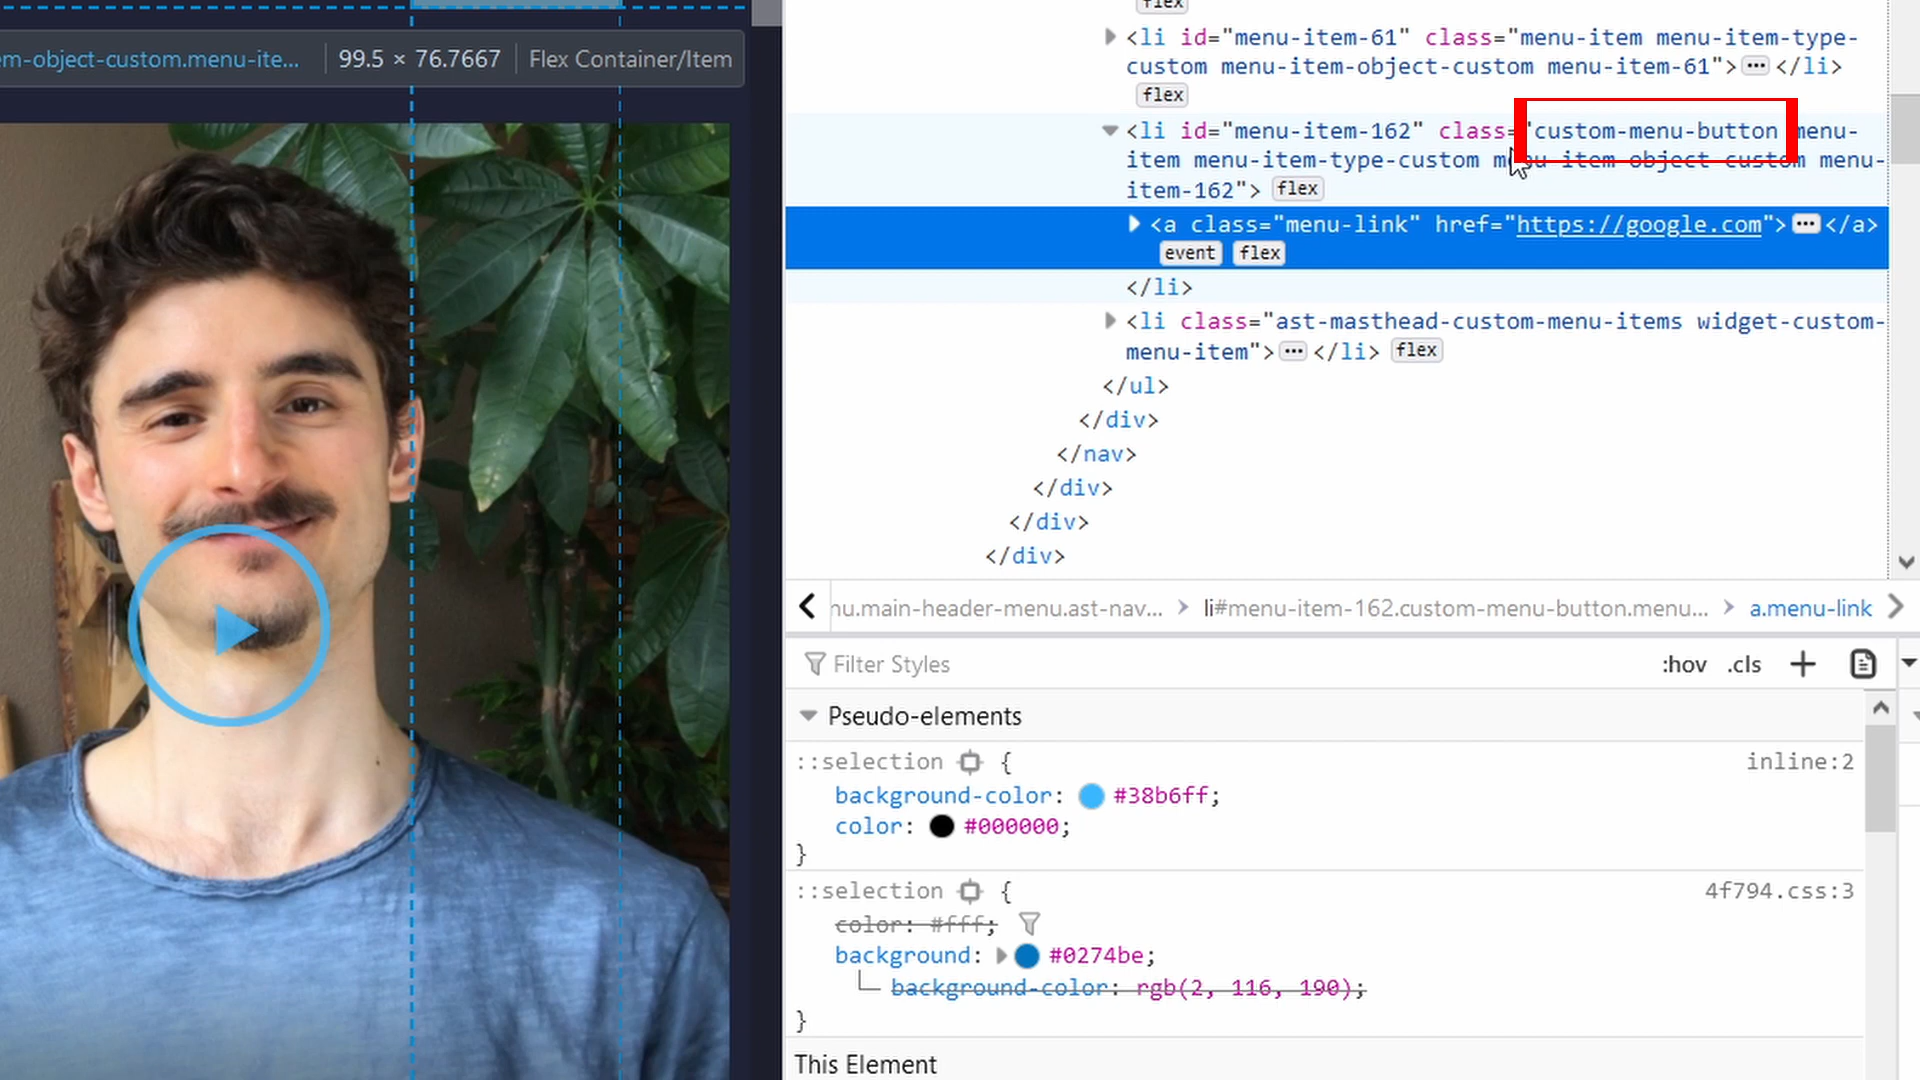 em-object-custom.menu-ite... 99.5 × 76.7667 Flex Container/Item
flex
<li id="menu-item-61" class="menu-item menu-item-type-
custom menu-item-object-custom menu-item-61"> ··· </li>
flex
<li id="menu-item-162" class="custom-menu-button menu-
item menu-item-type-custom menu-item-object-custom menu-
item-162"> flex
<a class="menu-link" href="https://google.com"> ··· </a>
event flex
</li>
<li class="ast-masthead-custom-menu-items widget-custom-
menu-item"> ··· </li> flex
</ul>
</div>
</nav>
</div>
</div>
</div>
nu.main-header-menu.ast-nav... li#menu-item-162.custom-menu-button.menu... a.menu-link
Filter Styles :hov .cls +
Pseudo-elements
::selection { inline:2
background-color: #38b6ff;
color: #000000;
}
::selection { 4f794.css:3
color: #fff;
background: #0274be;
background-color: rgb(2, 116, 190);
}
This Element